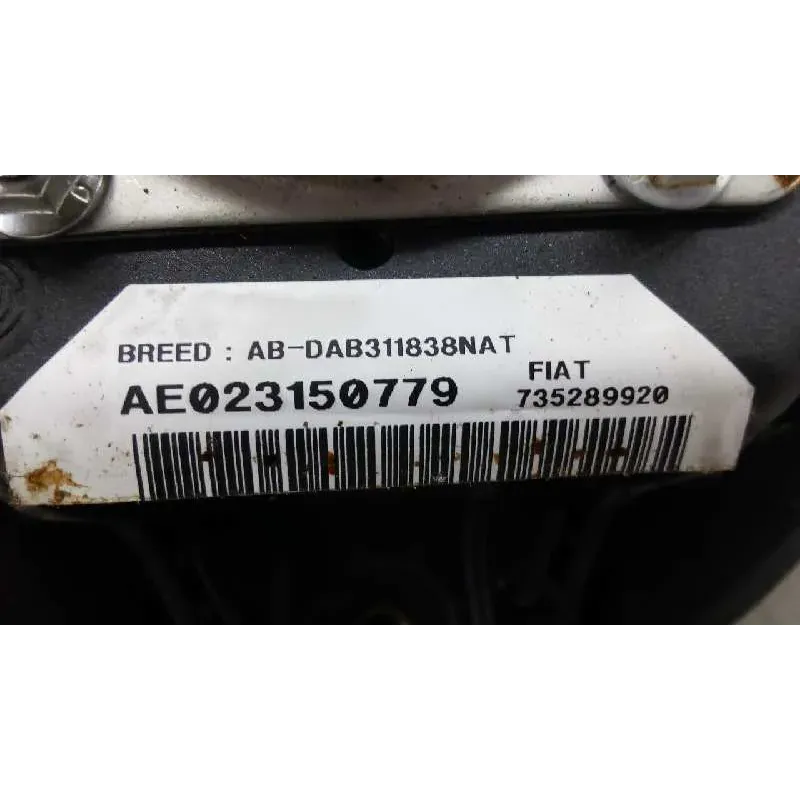 BREED : AB-DAB311838NAT
FIAT
AE023150779 735289920